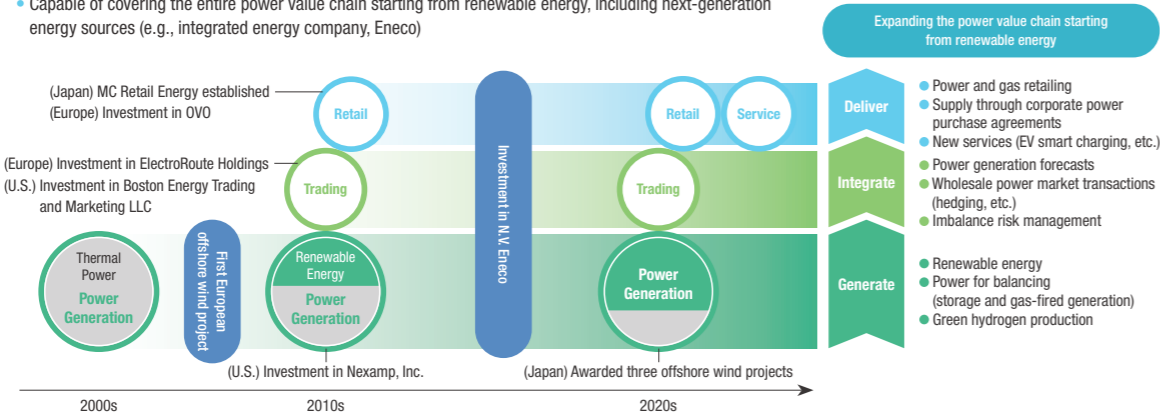 • Capable of covering the entire power value chain starting from renewable energy, including next-generation
energy sources (e.g., integrated energy company, Eneco)
Expanding the power value chain starting
from renewable energy
(Japan) MC Retail Energy established
(Europe) Investment in OVO
Retail
Retail
Service
Deliver
• Power and gas retailing
• Supply through corporate power
purchase agreements
• New services (EV smart charging, etc.)
(Europe) Investment in ElectroRoute Holdings
(U.S.) Investment in Boston Energy Trading
and Marketing LLC
Trading
Investment in N.V. Eneco
Trading
Integrate
• Power generation forecasts
• Wholesale power market transactions
(hedging, etc.)
• Imbalance risk management
Thermal
Power
Power
Generation
First European
offshore wind project
Renewable
Energy
Power
Generation
Power
Generation
Generate
• Renewable energy
• Power for balancing
(storage and gas-fired generation)
• Green hydrogen production
(U.S.) Investment in Nexamp, Inc.
(Japan) Awarded three offshore wind projects
2000s
2010s
2020s